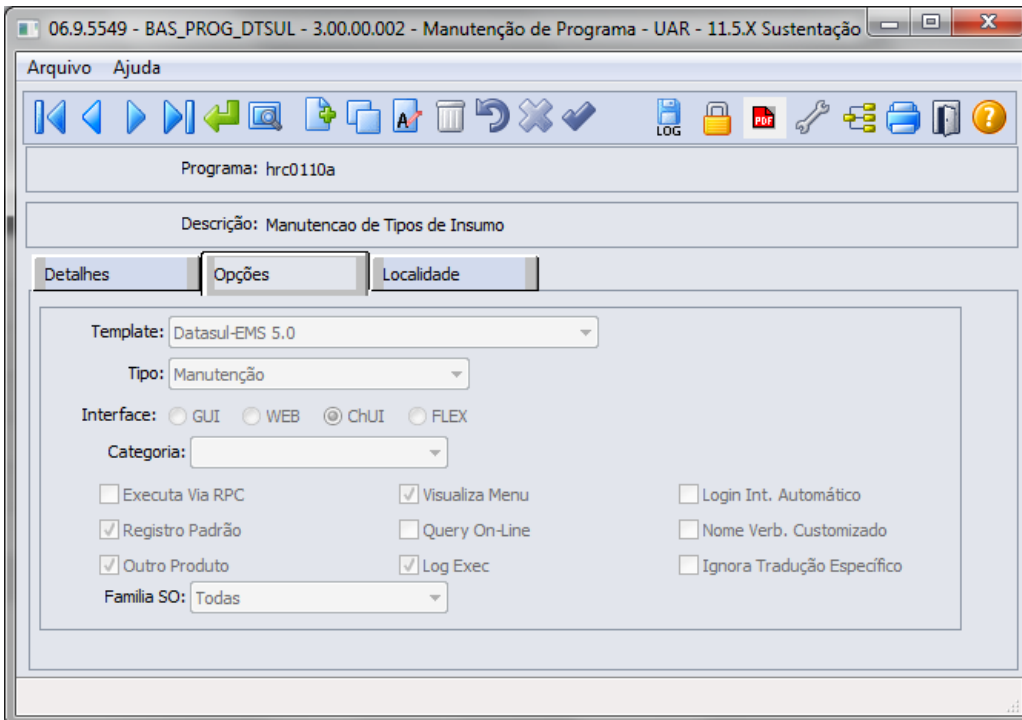 06.9.5549 - BAS_PROG_DTSUL - 3.00.00.002 - Manutenção de Programa - UAR - 11.5.X Sustentação
Arquivo Ajuda
A LOG PDF ?
Programa: hrc0110a
Descrição: Manutencao de Tipos de Insumo
Detalhes Opções Localidade
Template: Datasul-EMS 5.0
Tipo: Manutenção
Interface: GUI WEB ChUI FLEX
Categoria:
Executa Via RPC Visualiza Menu Login Int. Automático
Registro Padrão Query On-Line Nome Verb. Customizado
Outro Produto Log Exec Ignora Tradução Específico
Familia SO: Todas